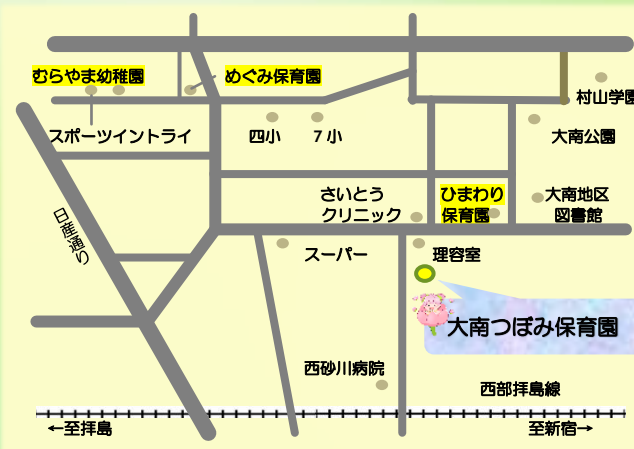 むらやま幼稚園
めぐみ保育園
村山学園
スポーツイントライ
四小
７小
大南公園
さいとう
クリニック
ひまわり
保育園
大南地区
図書館
日産通り
スーパー
理容室
大南つぼみ保育園
西砂川病院
西部拝島線
←至拝島
至新宿→